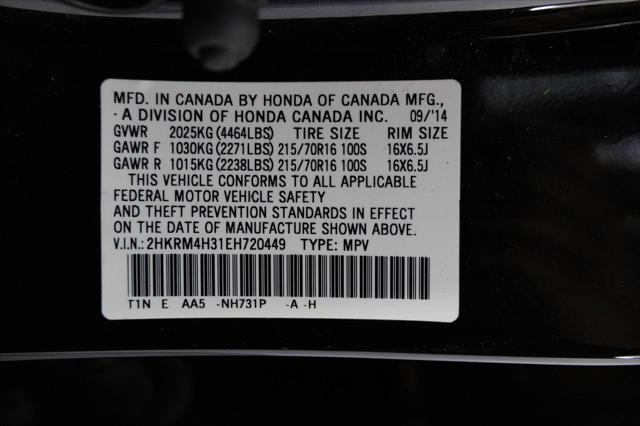 MFD. IN CANADA BY HONDA OF CANADA MFG.,
·A DIVISION OF HONDA CANADA INC. 09/'14
GVWR 2025KG(4464LBS) TIRE SIZE RIM SIZE
GAWR F 1030KG(2271LBS)215/70R16 100S 16X6.5J
GAWR R 1015KG(2238LBS)215/70R16 100S 16X6.5J
THIS VEHICLE CONFORMS TO ALL APPLICABLE
FEDERAL MOTOR VEHICLE SAFETY
AND THEFT PREVENTION STANDARDS IN EFFECT
ON THE DATE OF MANUFACTURE SHOWN ABOVE.
V.I.N.:2HKRM4H31EH720449 TYPE: MPV
T1N E AA5 -NH731P -A -H